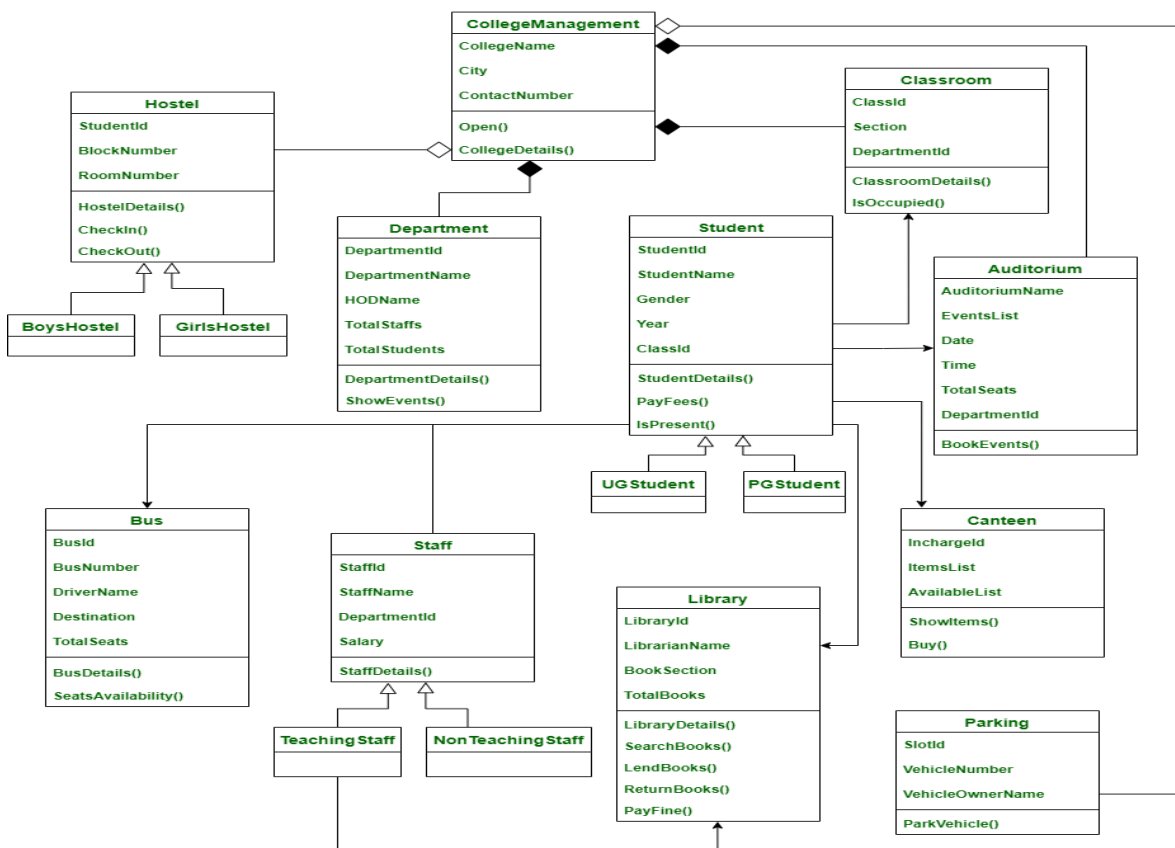 CollegeManagement
CollegeName
City
ContactNumber
Open()
CollegeDetails()
Hostel
StudentId
BlockNumber
RoomNumber
HostelDetails()
CheckIn()
CheckOut()
BoysHostel
GirlsHostel
Classroom
ClassId
Section
DepartmentId
ClassroomDetails()
IsOccupied()
Department
DepartmentId
DepartmentName
HODName
TotalStaffs
TotalStudents
DepartmentDetails()
ShowEvents()
Student
StudentId
StudentName
Gender
Year
ClassId
StudentDetails()
PayFees()
IsPresent()
UGStudent
PGStudent
Auditorium
AuditoriumName
EventsList
Date
Time
TotalSeats
DepartmentId
BookEvents()
Bus
BusId
BusNumber
DriverName
Destination
TotalSeats
BusDetails()
SeatsAvailability()
Staff
StaffId
StaffName
DepartmentId
Salary
StaffDetails()
TeachingStaff
NonTeachingStaff
Library
LibraryId
LibrarianName
BookSection
TotalBooks
LibraryDetails()
SearchBooks()
LendBooks()
ReturnBooks()
PayFine()
Canteen
InchargeId
ItemsList
AvailableList
ShowItems()
Buy()
Parking
SlotId
VehicleNumber
VehicleOwnerName
ParkVehicle()